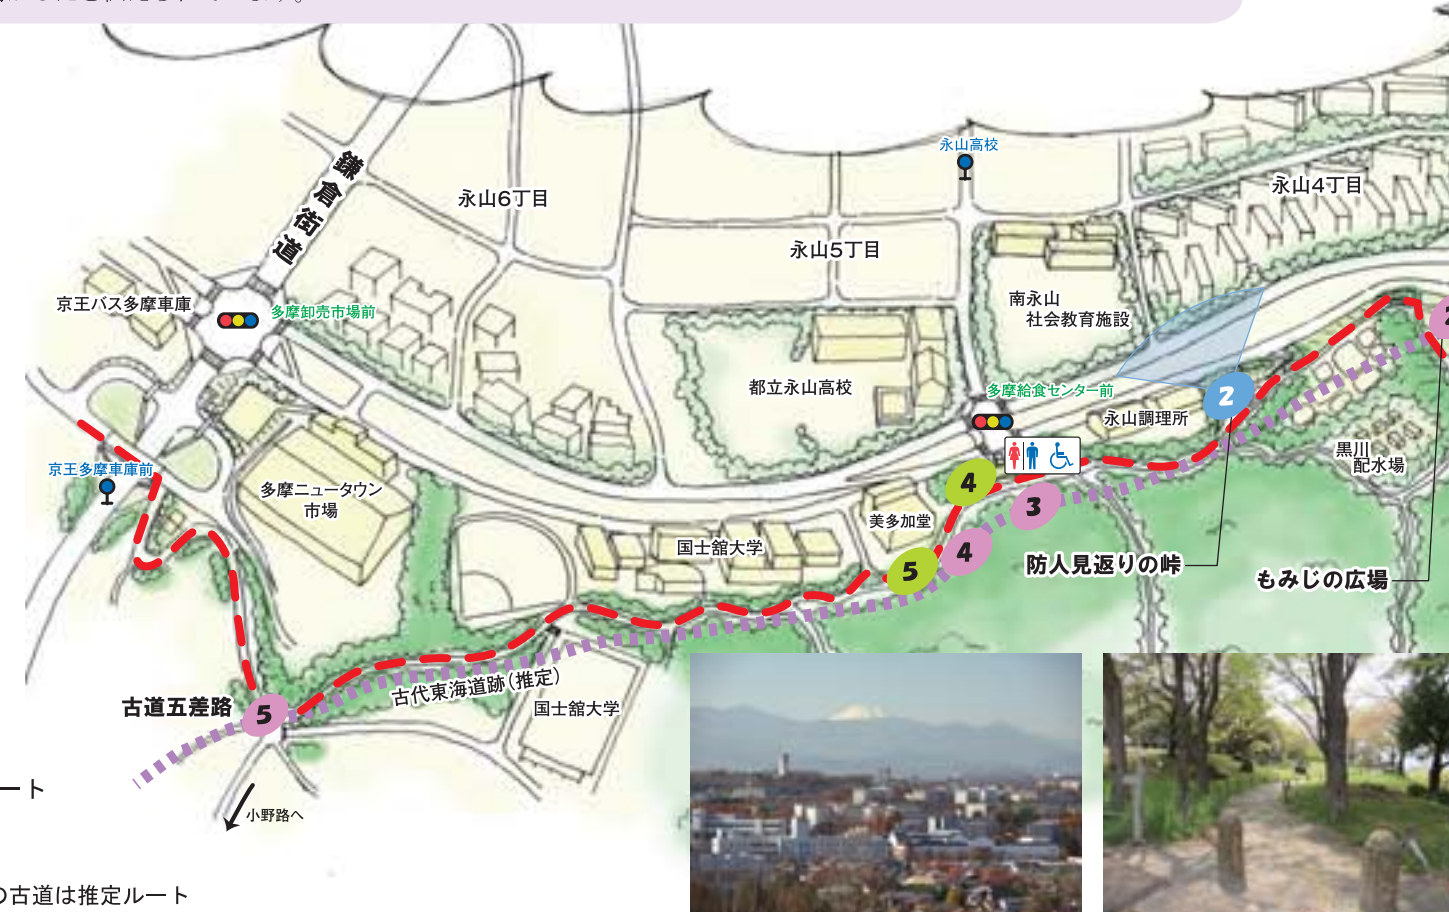 永山高校
鎌倉街道
永山6丁目
永山4丁目
永山5丁目
京王バス多摩車庫
多摩卸売市場前
南永山
社会教育施設
都立永山高校
多摩給食センター前
永山調理所
2
2
京王多摩車庫前
多摩ニュータウン
市場
黒川
配水場
4
3
美多加堂
国士舘大学
4
5
防人見返りの峠
もみじの広場
古代東海道跡(推定)
古道五差路
5
国士舘大学
ート
小野路へ
の古道は推定ルート